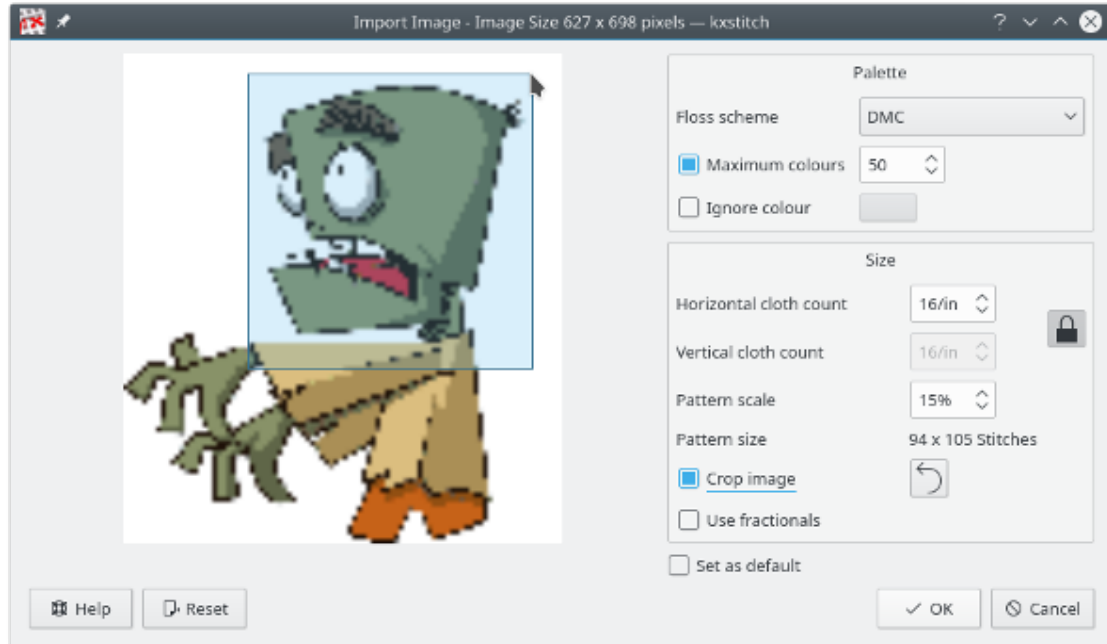 Import Image - Image Size 627 x 698 pixels — kxstitch
Palette
Floss scheme DMC
Maximum colours 50
Ignore colour
Size
Horizontal cloth count 16/in
Vertical cloth count 16/in
Pattern scale 15%
Pattern size 94 x 105 Stitches
Crop image
Use fractionals
Set as default
Help Reset OK Cancel